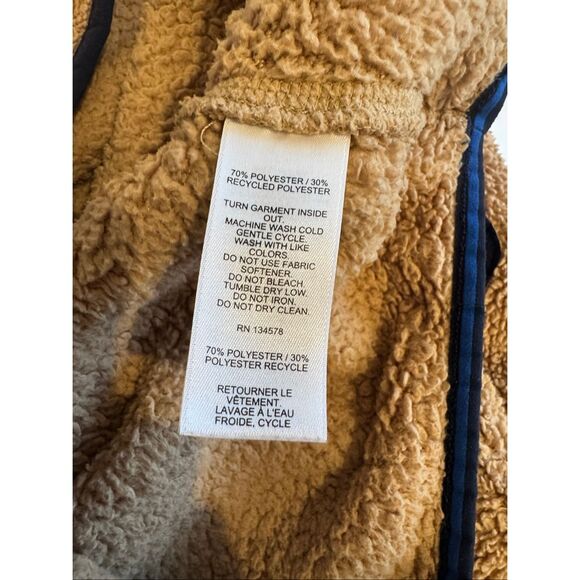 70% POLYESTER / 30%
RECYCLED POLYESTER
TURN GARMENT INSIDE
OUT.
MACHINE WASH COLD
GENTLE CYCLE.
WASH WITH LIKE
COLORS.
DO NOT USE FABRIC
SOFTENER.
DO NOT BLEACH.
TUMBLE DRY LOW.
DO NOT IRON.
DO NOT DRY CLEAN.
RN 134578
70% POLYESTER / 30%
POLYESTER RECYCLE
RETOURNER LE
VÊTEMENT.
LAVAGE À L'EAU
FROIDE, CYCLE